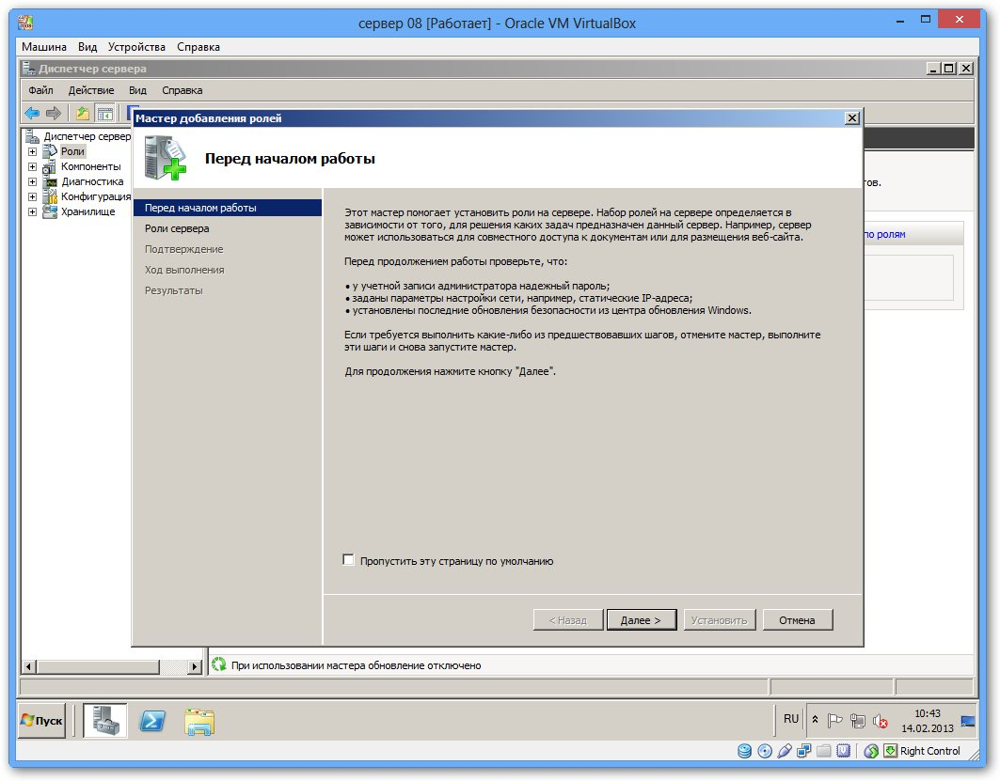 сервер 08 [Работает] - Oracle VM VirtualBox
Машина Вид Устройства Справка
Диспетчер сервера
Файл Действие Вид Справка
Диспетчер сервер
Роли
Компоненты
Диагностика
Конфигурация
Хранилище
Мастер добавления ролей
Перед началом работы
Перед началом работы
Роли сервера
Подтверждение
Ход выполнения
Результаты
Этот мастер помогает установить роли на сервере. Набор ролей на сервере определяется в
зависимости от того, для решения каких задач предназначен данный сервер. Например, сервер
может использоваться для совместного доступа к документам или для размещения веб-сайта.
Перед продолжением работы проверьте, что:
• у учетной записи администратора надежный пароль;
• заданы параметры настройки сети, например, статические IP-адреса;
• установлены последние обновления безопасности из центра обновления Windows.
Если требуется выполнить какие-либо из предшествовавших шагов, отмените мастер, выполните
эти шаги и снова запустите мастер.
Для продолжения нажмите кнопку "Далее".
Пропустить эту страницу по умолчанию
< Назад Далее > Установить Отмена
тов.
по ролям
При использовании мастера обновление отключено
Пуск
RU
10:43
14.02.2013
Right Control